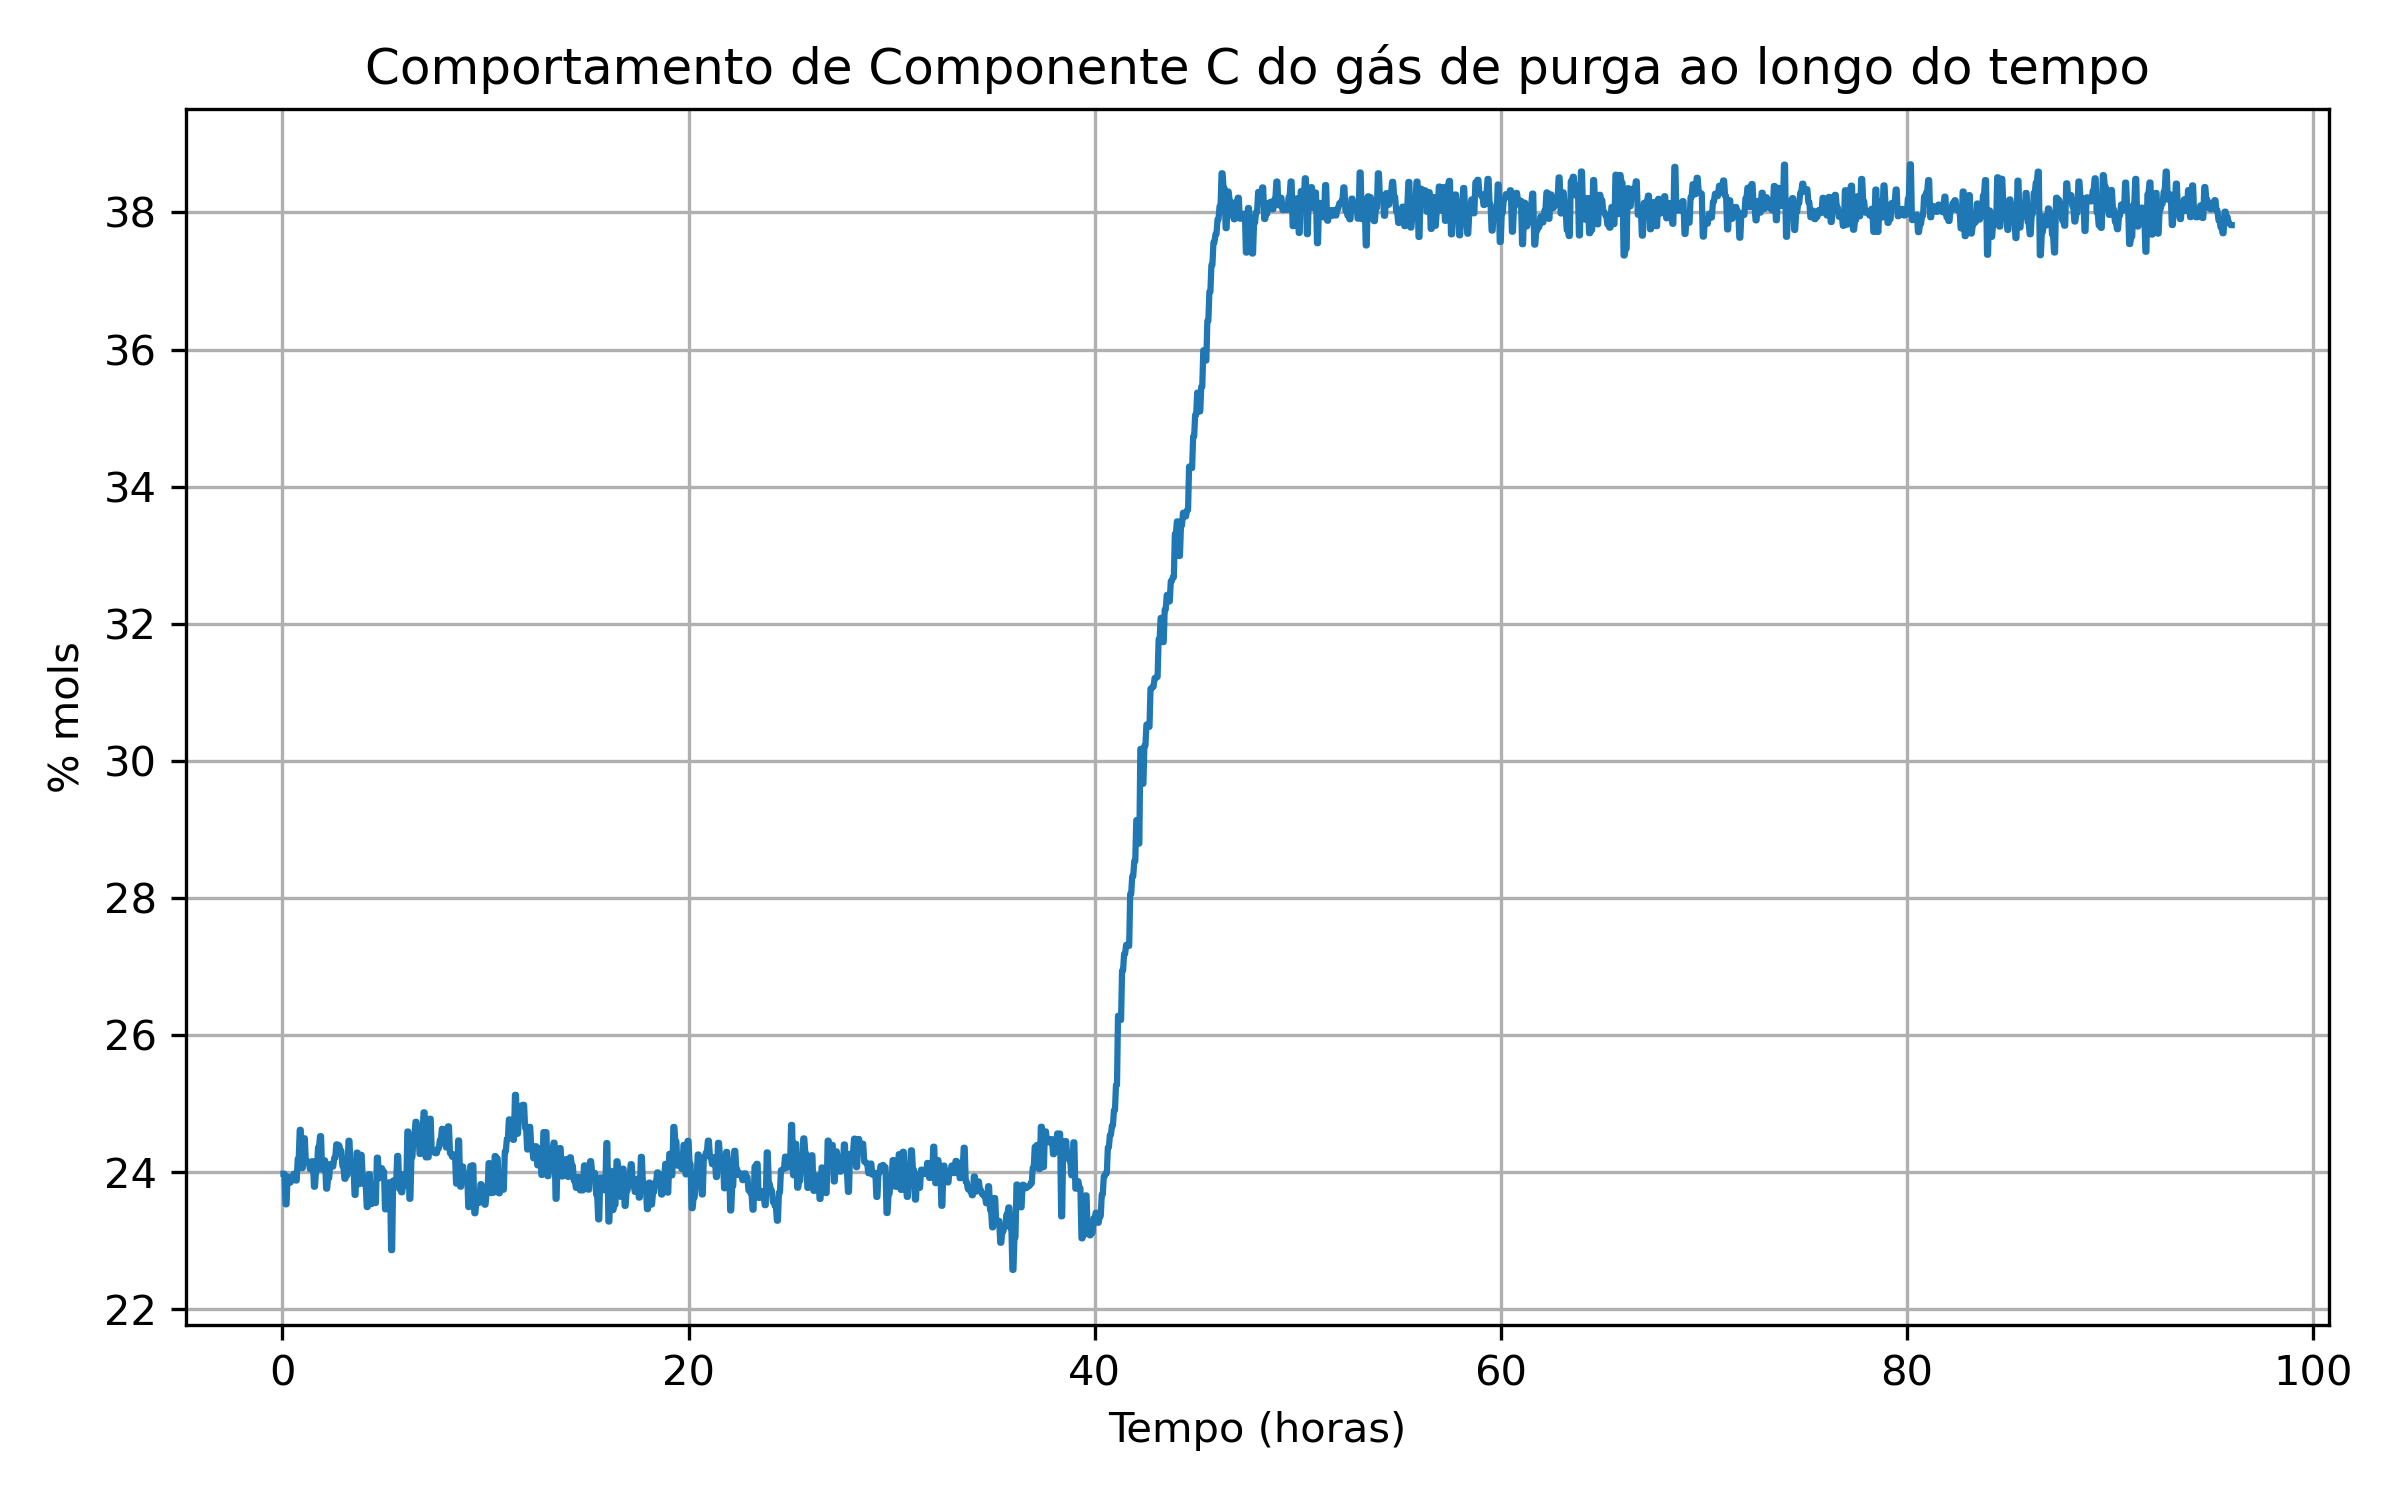 Comportamento de Componente C do gás de purga ao longo do tempo
% mols
38
36
34
32
30
28
26
24
22
0 20 40 60 80 100
Tempo (horas)